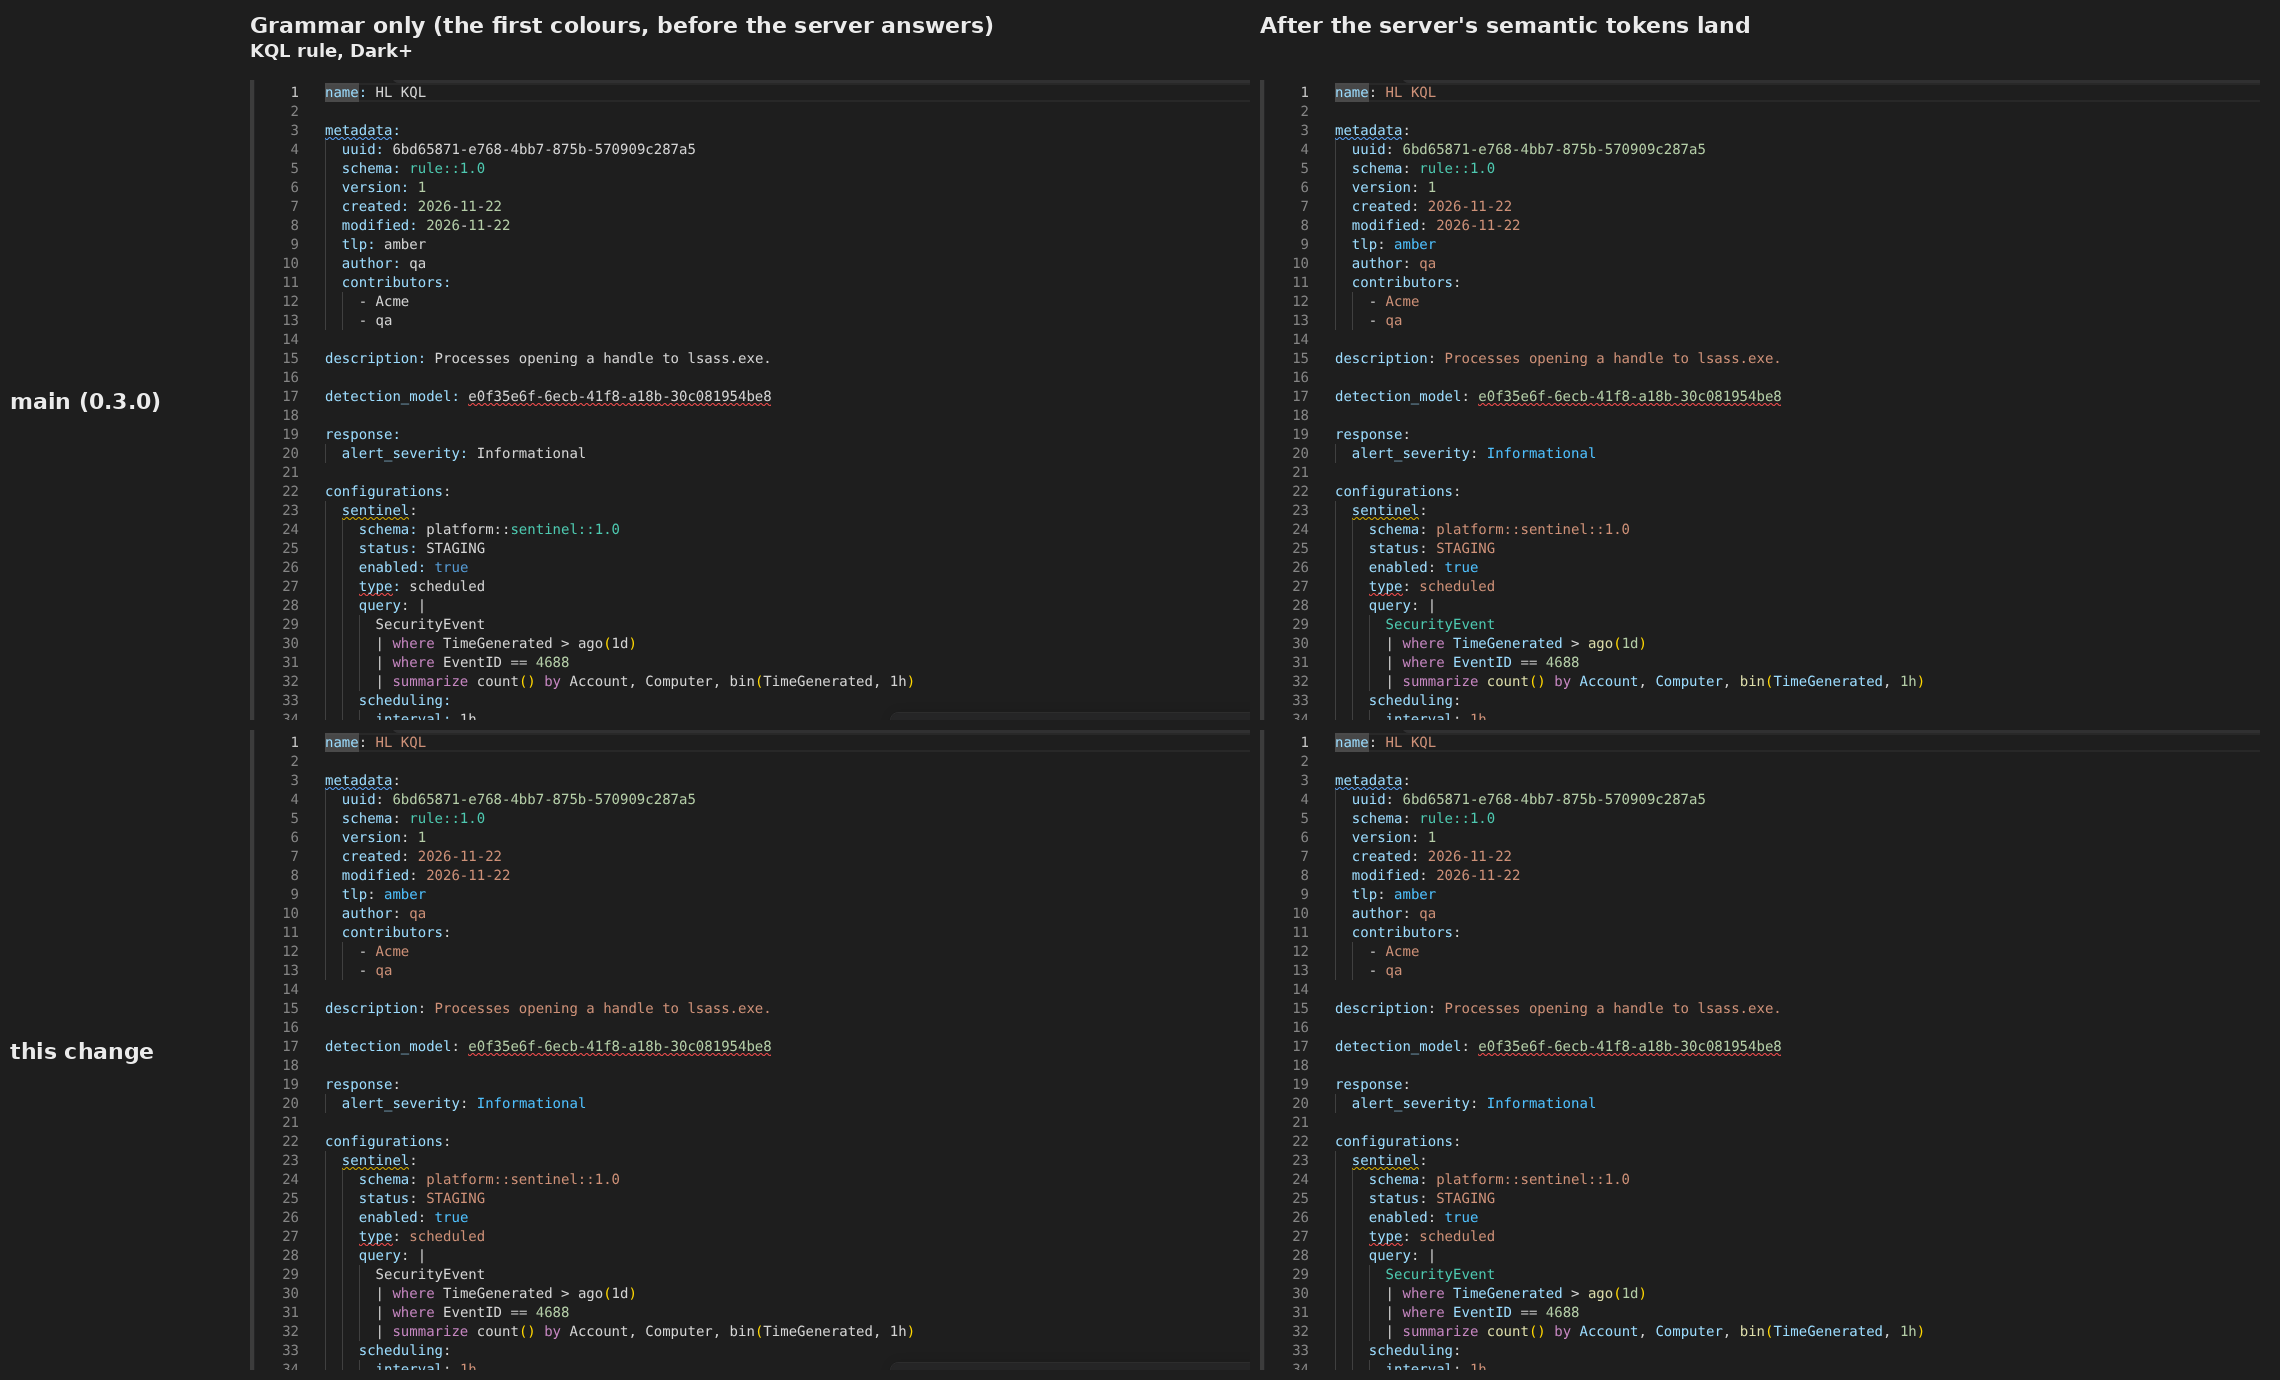 Grammar only (the first colours, before the server answers)
KQL rule, Dark+
After the server's semantic tokens land
main (0.3.0)
1 name: HL KQL
2
3 metadata:
4 uuid: 6bd65871-e768-4bb7-875b-570909c287a5
5 schema: rule::1.0
6 version: 1
7 created: 2026-11-22
8 modified: 2026-11-22
9 tlp: amber
10 author: qa
11 contributors:
12 - Acme
13 - qa
14
15 description: Processes opening a handle to lsass.exe.
16
17 detection_model: e0f35e6f-6ecb-41f8-a18b-30c081954be8
18
19 response:
20 alert_severity: Informational
21
22 configurations:
23 sentinel:
24 schema: platform::sentinel::1.0
25 status: STAGING
26 enabled: true
27 type: scheduled
28 query: |
29 SecurityEvent
30 | where TimeGenerated > ago(1d)
31 | where EventID == 4688
32 | summarize count() by Account, Computer, bin(TimeGenerated, 1h)
33 scheduling:
34 interval: 1h
1 name: HL KQL
2
3 metadata:
4 uuid: 6bd65871-e768-4bb7-875b-570909c287a5
5 schema: rule::1.0
6 version: 1
7 created: 2026-11-22
8 modified: 2026-11-22
9 tlp: amber
10 author: qa
11 contributors:
12 - Acme
13 - qa
14
15 description: Processes opening a handle to lsass.exe.
16
17 detection_model: e0f35e6f-6ecb-41f8-a18b-30c081954be8
18
19 response:
20 alert_severity: Informational
21
22 configurations:
23 sentinel:
24 schema: platform::sentinel::1.0
25 status: STAGING
26 enabled: true
27 type: scheduled
28 query: |
29 SecurityEvent
30 | where TimeGenerated > ago(1d)
31 | where EventID == 4688
32 | summarize count() by Account, Computer, bin(TimeGenerated, 1h)
33 scheduling:
34 interval: 1h
this change
1 name: HL KQL
2
3 metadata:
4 uuid: 6bd65871-e768-4bb7-875b-570909c287a5
5 schema: rule::1.0
6 version: 1
7 created: 2026-11-22
8 modified: 2026-11-22
9 tlp: amber
10 author: qa
11 contributors:
12 - Acme
13 - qa
14
15 description: Processes opening a handle to lsass.exe.
16
17 detection_model: e0f35e6f-6ecb-41f8-a18b-30c081954be8
18
19 response:
20 alert_severity: Informational
21
22 configurations:
23 sentinel:
24 schema: platform::sentinel::1.0
25 status: STAGING
26 enabled: true
27 type: scheduled
28 query: |
29 SecurityEvent
30 | where TimeGenerated > ago(1d)
31 | where EventID == 4688
32 | summarize count() by Account, Computer, bin(TimeGenerated, 1h)
33 scheduling:
34 interval: 1h
1 name: HL KQL
2
3 metadata:
4 uuid: 6bd65871-e768-4bb7-875b-570909c287a5
5 schema: rule::1.0
6 version: 1
7 created: 2026-11-22
8 modified: 2026-11-22
9 tlp: amber
10 author: qa
11 contributors:
12 - Acme
13 - qa
14
15 description: Processes opening a handle to lsass.exe.
16
17 detection_model: e0f35e6f-6ecb-41f8-a18b-30c081954be8
18
19 response:
20 alert_severity: Informational
21
22 configurations:
23 sentinel:
24 schema: platform::sentinel::1.0
25 status: STAGING
26 enabled: true
27 type: scheduled
28 query: |
29 SecurityEvent
30 | where TimeGenerated > ago(1d)
31 | where EventID == 4688
32 | summarize count() by Account, Computer, bin(TimeGenerated, 1h)
33 scheduling:
34 interval: 1h